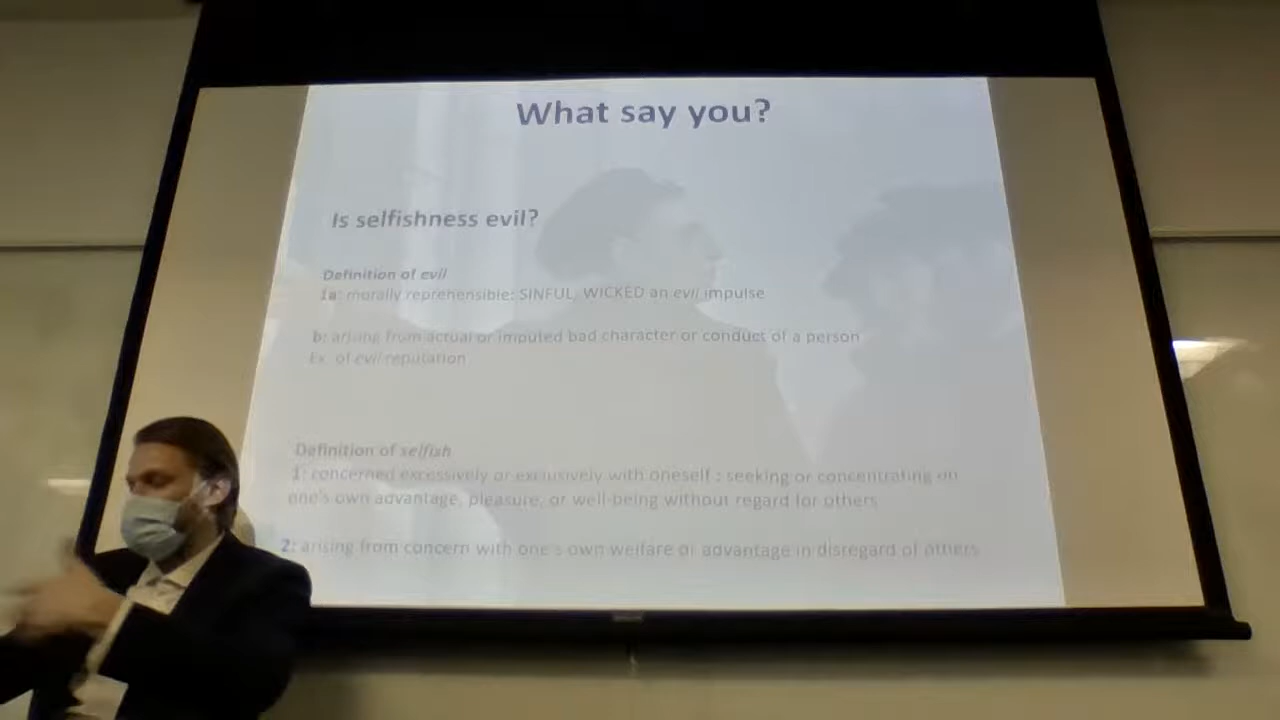 What say you?
Is selfishness evil?
Definition of evil
1a: morally reprehensible: SINFUL, WICKED an evil impulse
b: arising from actual or imputed bad character or conduct of a person
Ex. of evil reputation
Definition of selfish
1: concerned excessively or exclusively with oneself : seeking or concentrating on
one's own advantage, pleasure, or well-being without regard for others
2: arising from concern with one's own welfare or advantage in disregard of others